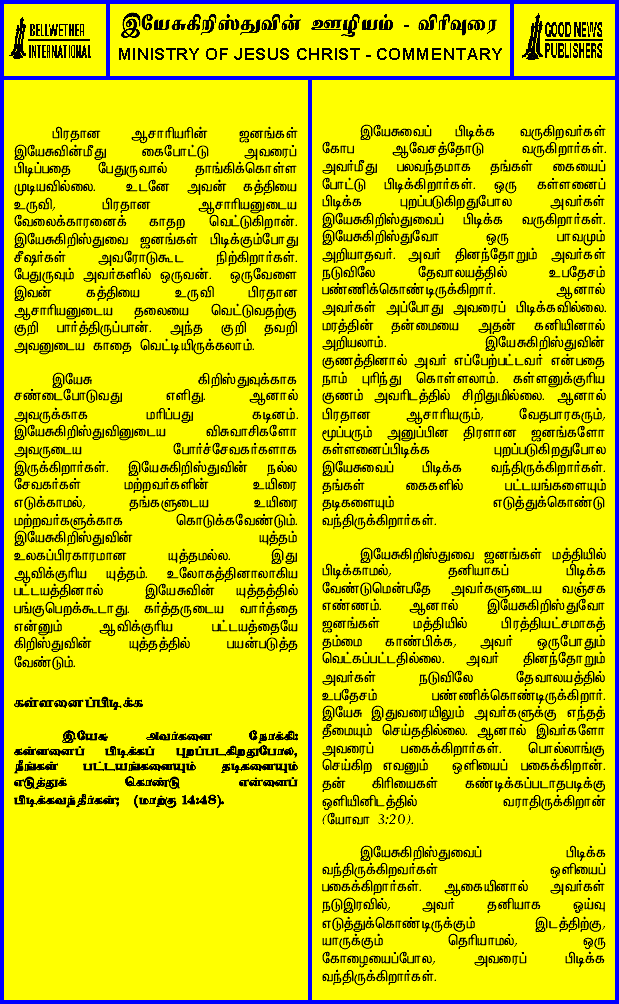 BELLWETHER
INTERNATIONAL
இயேசுகிறிஸ்துவின் ஊழியம் - விரிவுரை
MINISTRY OF JESUS CHRIST - COMMENTARY
GOOD NEWS
PUBLISHERS
பிரதான ஆசாரியரின் ஜனங்கள்
இயேசுவின்மீது கைபோட்டு அவரைப்
பிடிப்பதை பேதுருவால் தாங்கிக்கொள்ள
முடியவில்லை. உடனே அவன் கத்தியை
உருவி, பிரதான ஆசாரியனுடைய
வேலைக்காரனைக் காதற வெட்டுகிறான்.
இயேசுகிறிஸ்துவை ஜனங்கள் பிடிக்கும்போது
சீஷர்கள் அவரோடுகூட நிற்கிறார்கள்.
பேதுருவும் அவர்களில் ஒருவன். ஒருவேளை
இவன் கத்தியை உருவி பிரதான
ஆசாரியனுடைய தலையை வெட்டுவதற்கு
குறி பார்த்திருப்பான். அந்த குறி தவறி
அவனுடைய காதை வெட்டியிருக்கலாம்.
இயேசு கிறிஸ்துவுக்காக
சண்டைபோடுவது எளிது. ஆனால்
அவருக்காக மரிப்பது கடினம்.
இயேசுகிறிஸ்துவினுடைய விசுவாசிகளோ
அவருடைய போர்ச்சேவகர்களாக
இருக்கிறார்கள். இயேசுகிறிஸ்துவின் நல்ல
சேவகர்கள் மற்றவர்களின் உயிரை
எடுக்காமல், தங்களுடைய உயிரை
மற்றவர்களுக்காக கொடுக்கவேண்டும்.
இயேசுகிறிஸ்துவின் யுத்தம்
உலகப்பிரகாரமான யுத்தமல்ல. இது
ஆவிக்குரிய யுத்தம். உலோகத்தினாலாகிய
பட்டயத்தினால் இயேசுவின் யுத்தத்தில்
பங்குபெறக்கூடாது. கர்த்தருடைய வார்த்தை
என்னும் ஆவிக்குரிய பட்டயத்தையே
கிறிஸ்துவின் யுத்தத்தில் பயன்படுத்த
வேண்டும்.
கள்ளனைப்பிடிக்க
இயேசு அவர்களை நோக்கி:
கள்ளனைப் பிடிக்கப் புறப்படகிறதுபோல,
நீங்கள் பட்டயங்களையும் தடிகளையும்
எடுத்துக் கொண்டு என்னைப்
பிடிக்கவந்தீர்கள்; (மாற்கு 14:48).
இயேசுவைப் பிடிக்க வருகிறவர்கள்
கோப ஆவேசத்தோடு வருகிறார்கள்.
அவர்மீது பலவந்தமாக தங்கள் கையைப்
போட்டு பிடிக்கிறார்கள். ஒரு கள்ளனைப்
பிடிக்க புறப்படுகிறதுபோல அவர்கள்
இயேசுகிறிஸ்துவைப் பிடிக்க வருகிறார்கள்.
இயேசுகிறிஸ்துவோ ஒரு பாவமும்
அறியாதவர். அவர் தினந்தோறும் அவர்கள்
நடுவிலே தேவாலயத்தில் உபதேசம்
பண்ணிக்கொண்டிருக்கிறார். ஆனால்
அவர்கள் அப்போது அவரைப் பிடிக்கவில்லை.
மரத்தின் தன்மையை அதன் கனியினால்
அறியலாம். இயேசுகிறிஸ்துவின்
குணத்தினால் அவர் எப்பேற்பட்டவர் என்பதை
நாம் புரிந்து கொள்ளலாம். கள்ளனுக்குரிய
குணம் அவரிடத்தில் சிறிதுமில்லை. ஆனால்
பிரதான ஆசாரியரும், வேதபாரகரும்,
மூப்பரும் அனுப்பின திரளான ஜனங்களோ
கள்ளனைப்பிடிக்க புறப்படுகிறதுபோல
இயேசுவைப் பிடிக்க வந்திருக்கிறார்கள்.
தங்கள் கைகளில் பட்டயங்களையும்
தடிகளையும் எடுத்துக்கொண்டு
வந்திருக்கிறார்கள்.
இயேசுகிறிஸ்துவை ஜனங்கள் மத்தியில்
பிடிக்காமல், தனியாகப் பிடிக்க
வேண்டுமென்பதே அவர்களுடைய வஞ்சக
எண்ணம். ஆனால் இயேசுகிறிஸ்துவோ
ஜனங்கள் மத்தியில் பிரத்தியட்சமாகத்
தம்மை காண்பிக்க, அவர் ஒருபோதும்
வெட்கப்பட்டதில்லை. அவர் தினந்தோறும்
அவர்கள் நடுவிலே தேவாலயத்தில்
உபதேசம் பண்ணிக்கொண்டிருக்கிறார்.
இயேசு இதுவரையிலும் அவர்களுக்கு எந்தத்
தீமையும் செய்ததில்லை. ஆனால் இவர்களோ
அவரைப் பகைக்கிறார்கள். பொல்லாங்கு
செய்கிற எவனும் ஒளியைப் பகைக்கிறான்.
தன் கிரியைகள் கண்டிக்கப்படாதபடிக்கு
ஒளியினிடத்தில் வராதிருக்கிறான்
(யோவா 3:20).
இயேசுகிறிஸ்துவைப் பிடிக்க
வந்திருக்கிறவர்கள் ஒளியைப்
பகைக்கிறார்கள். ஆகையினால் அவர்கள்
நடுஇரவில், அவர் தனியாக ஓய்வு
எடுத்துக்கொண்டிருக்கும் இடத்திற்கு,
யாருக்கும் தெரியாமல், ஒரு
கோழையைப்போல, அவரைப் பிடிக்க
வந்திருக்கிறார்கள்.